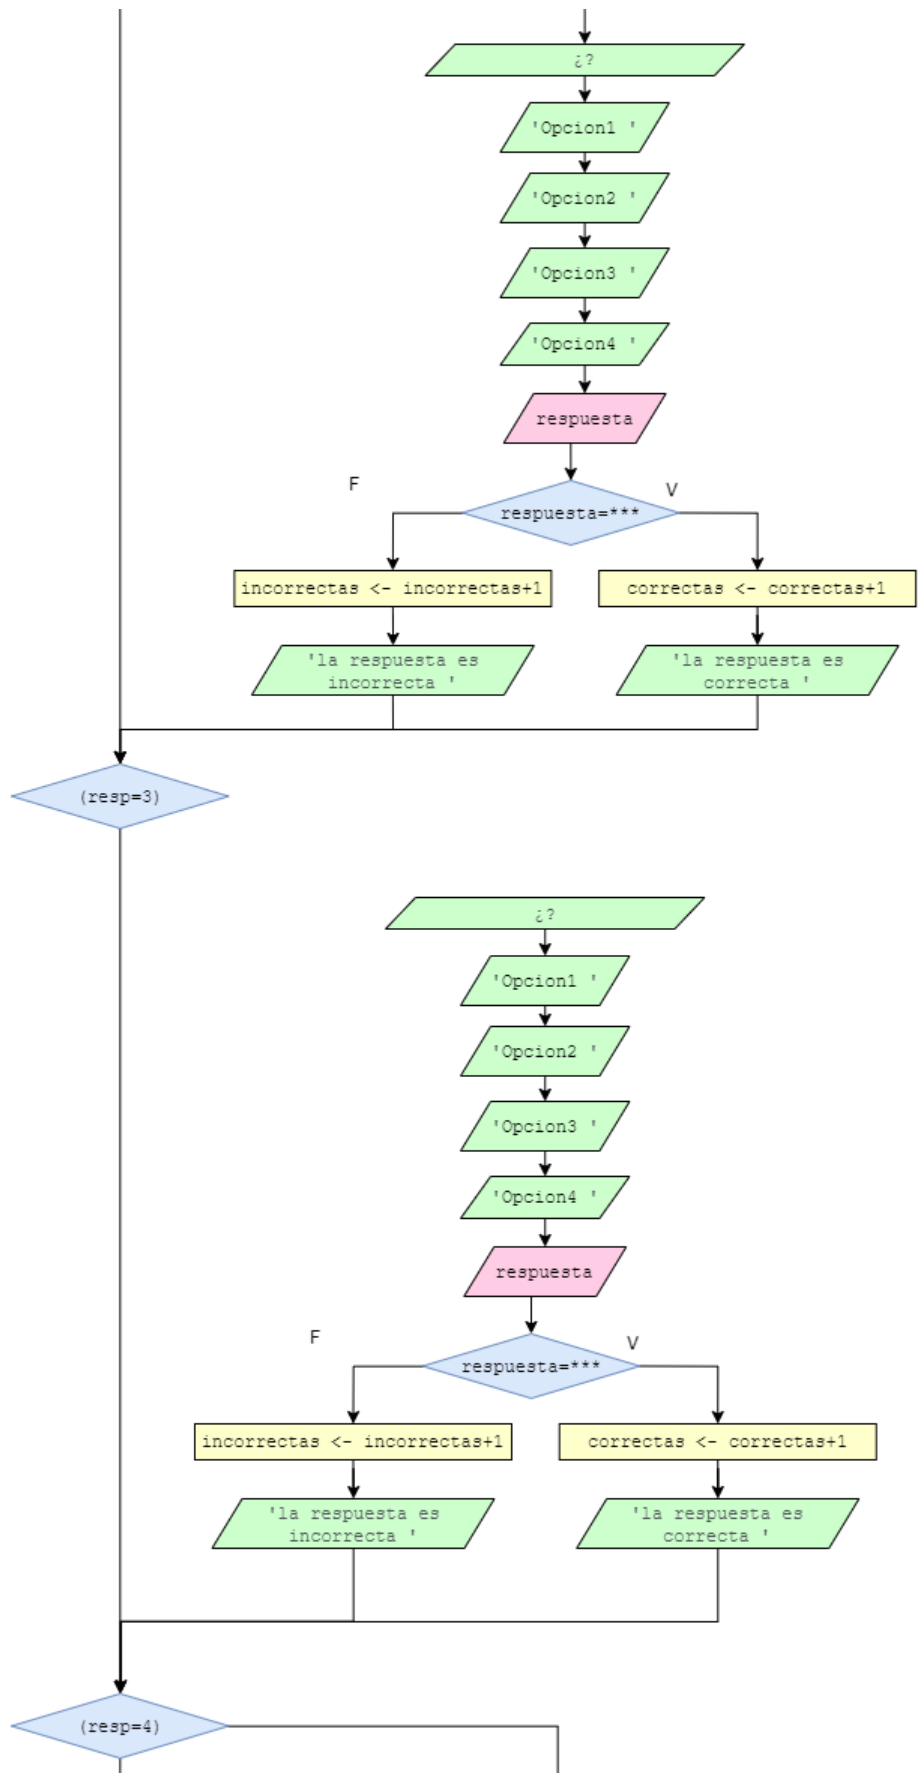 ¿?
'Opcion1 '
'Opcion2 '
'Opcion3 '
'Opcion4 '
respuesta
F
V
respuesta=***
incorrectas <- incorrectas+1
correctas <- correctas+1
'la respuesta es
incorrecta '
'la respuesta es
correcta '
(resp=3)
¿?
'Opcion1 '
'Opcion2 '
'Opcion3 '
'Opcion4 '
respuesta
F
V
respuesta=***
incorrectas <- incorrectas+1
correctas <- correctas+1
'la respuesta es
incorrecta '
'la respuesta es
correcta '
(resp=4)